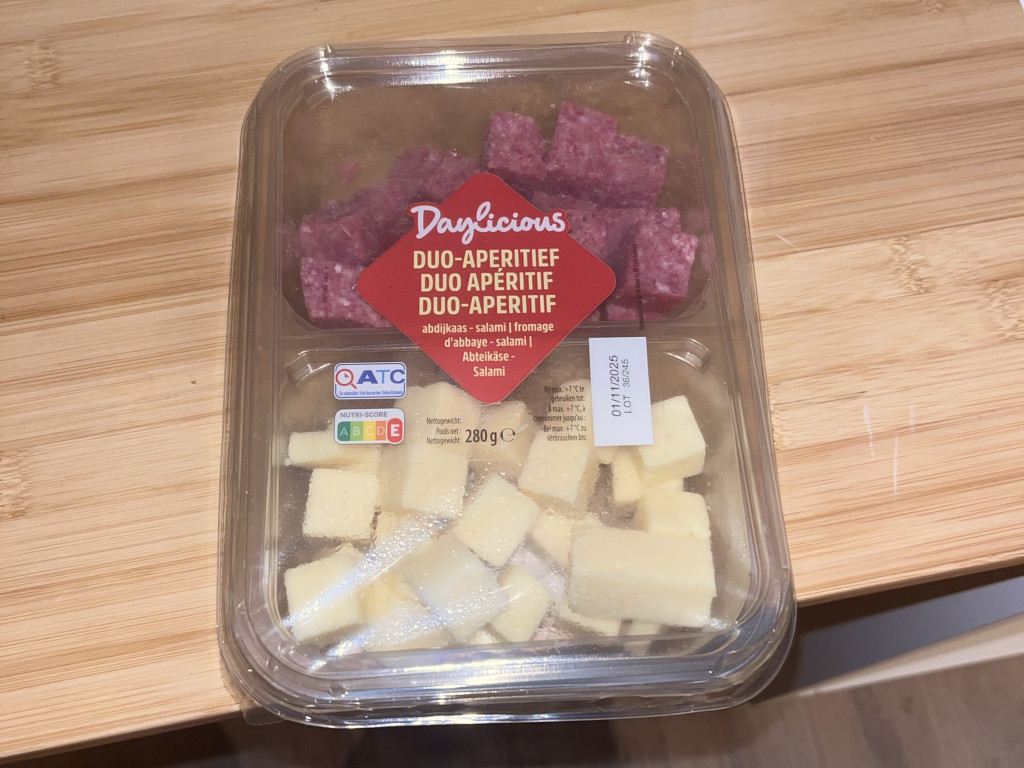 Daylicious
DUO-APERITIEF
DUO APÉRITIF
DUO-APERITIF
abdijkaas - salami | fromage
d'abbaye - salami |
Abteikäse -
Salami
ATC
NUTRI-SCORE
A B C D E
Nettogewicht:
Poids net :
Nettogewicht:
280 g ℮
Bij max. +7 °C te
gebruiken tot:
À max. +7 °C, à
consommer jusqu'au :
Bei max. +7 °C zu
verbrauchen bis:
01/11/2025
LOT 36/245